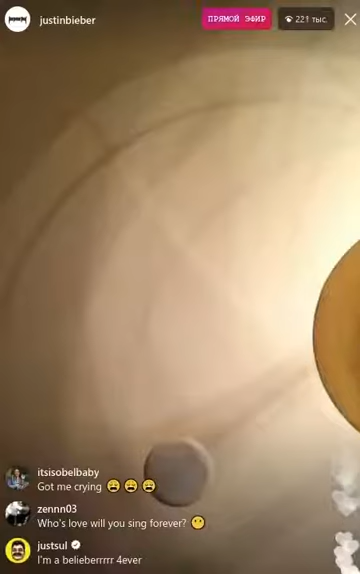 justinbieber
ПРЯМОЙ ЭФИР
221 тыс.
itsisobelbaby
Got me crying 😩 😩 😩
zennn03
Who's love will you sing forever? 😶
justsul
I'm a belieberrrrr 4ever